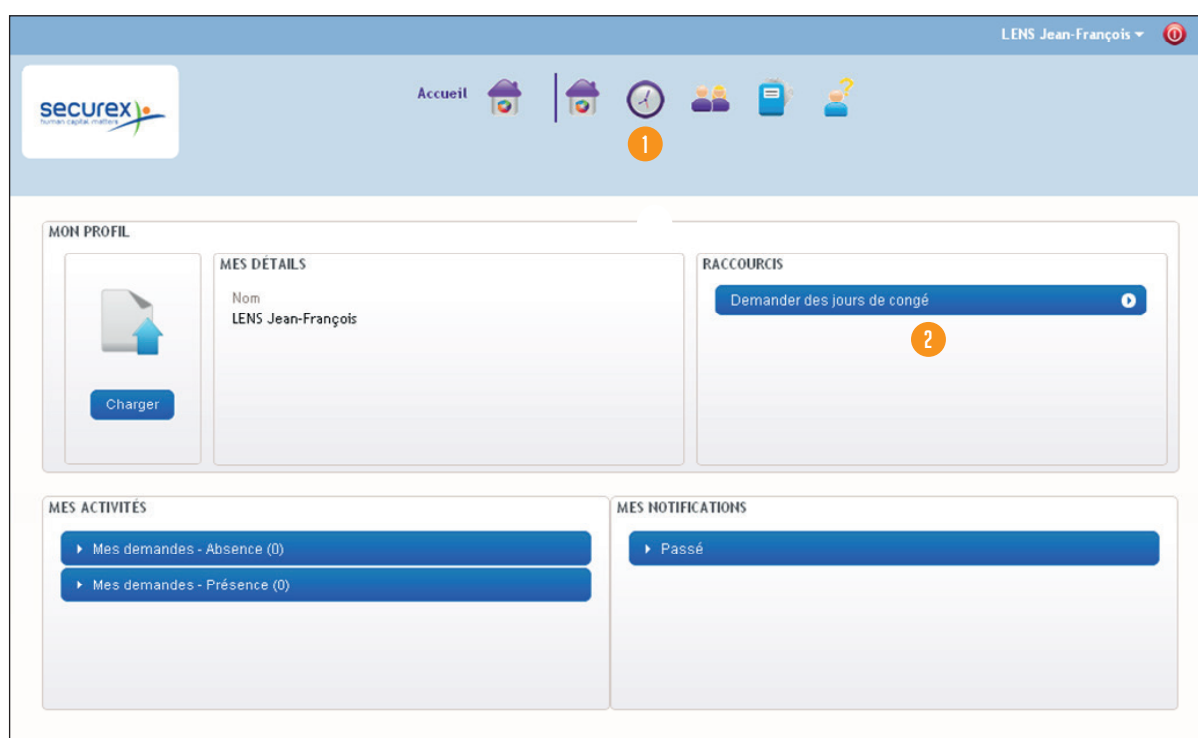 LENS Jean-François
securex
human capital matters
Accueil
1
MON PROFIL
MES DÉTAILS
RACCOURCIS
Nom
LENS Jean-François
Demander des jours de congé
2
Charger
MES ACTIVITÉS
MES NOTIFICATIONS
Mes demandes - Absence (0)
Passé
Mes demandes - Présence (0)